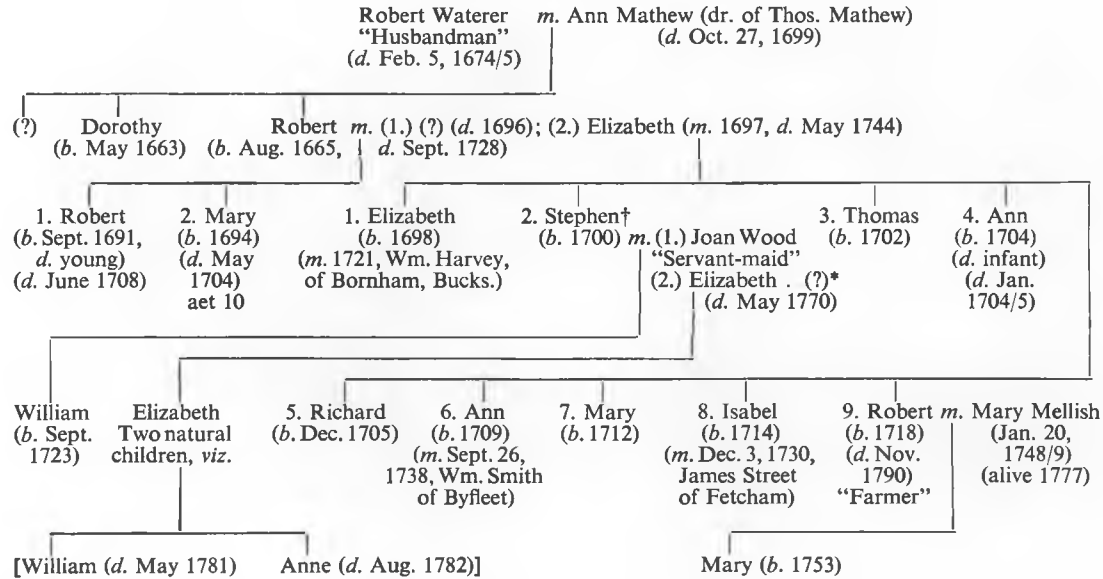 Robert Waterer m. Ann Mathew (dr. of Thos. Mathew)
"Husbandman" (d. Oct. 27, 1699)
(d. Feb. 5, 1674/5)
(?) Dorothy Robert m. (1.) (?) (d. 1696); (2.) Elizabeth (m. 1697, d. May 1744)
(b. May 1663) (b. Aug. 1665, d. Sept. 1728)
1. Robert 2. Mary 1. Elizabeth 2. Stephen† 3. Thomas 4. Ann
(b. Sept. 1691, (b. 1694) (b. 1698) (b. 1700) m. (1.) Joan Wood (b. 1702) (b. 1704)
d. young) (d. May (m. 1721, Wm. Harvey, "Servant-maid" (d. infant)
(d. June 1708) 1704) of Bornham, Bucks.) (2.) Elizabeth . (?)* (d. Jan.
aet 10 (d. May 1770) 1704/5)
William Elizabeth 5. Richard 6. Ann 7. Mary 8. Isabel 9. Robert m. Mary Mellish
(b. Sept. Two natural (b. Dec. 1705) (b. 1709) (b. 1712) (b. 1714) (b. 1718) (Jan. 20,
1723) children, viz. (m. Sept. 26, (m. Dec. 3, 1730, (d. Nov. 1748/9)
1738, Wm. Smith James Street 1790) (alive 1777)
of Byfleet) of Fetcham) "Farmer"
[William (d. May 1781) Anne (d. Aug. 1782)] Mary (b. 1753)